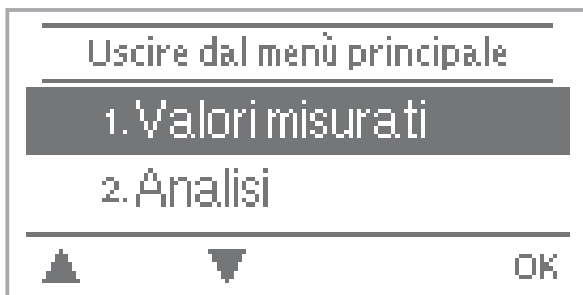 Uscire dal menù principale
1. Valori misurati
2. Analisi
OK